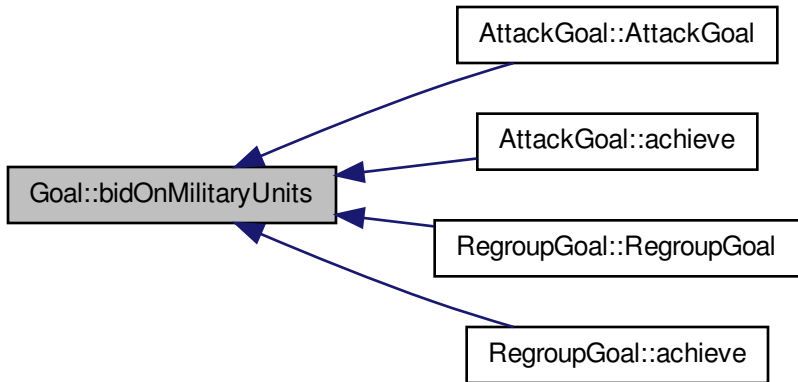 AttackGoal::AttackGoal
AttackGoal::achieve
Goal::bidOnMilitaryUnits
RegroupGoal::RegroupGoal
RegroupGoal::achieve